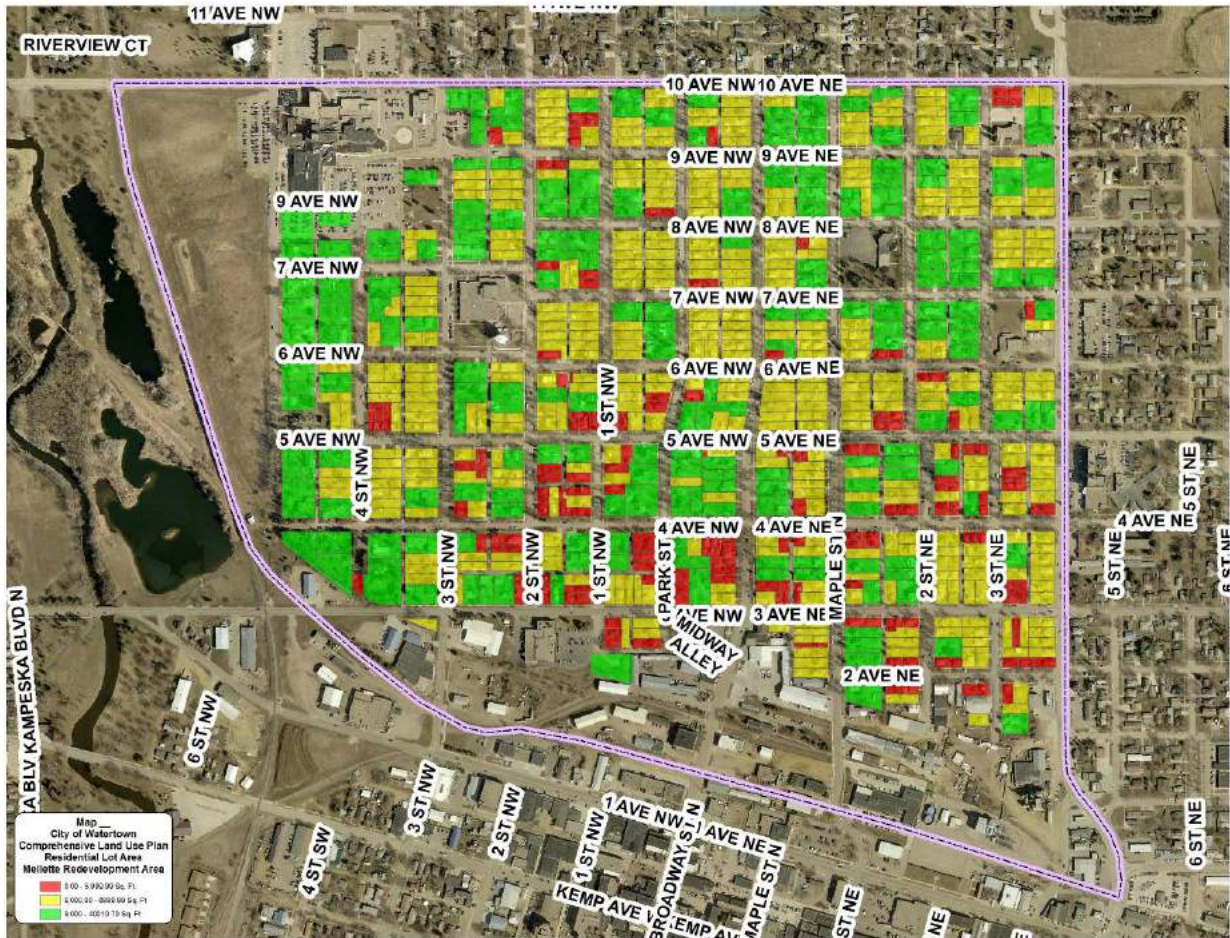 11 AVE NW
RIVERVIEW CT
10 AVE NW 10 AVE NE
9 AVE NW 9 AVE NE
9 AVE NW
8 AVE NW 8 AVE NE
7 AVE NW
7 AVE NW 7 AVE NE
6 AVE NW
6 AVE NW 6 AVE NE
1 ST NW
5 AVE NW
5 AVE NW 5 AVE NE
4 ST NW
5 ST NE
4 AVE NW 4 AVE NE
4 AVE NE
3 ST NW
2 ST NW
1 ST NW
PARK ST
MAPLE ST N
2 ST NE
3 ST NE
5 ST NE
AVE NW 3 AVE NE
MIDWAY
ALLEY
2 AVE NE
KAMPESKA BLVD N
6 ST NW
3 ST NW
2 ST NW
1 AVE NW
AVE NE
6 ST NE
4 ST SW
1 ST NW
BROADWAY ST N
MAPLE ST N
KEMP AVE
KEMP AV
ST NE
NE
Map__
City of Watertown
Comprehensive Land Use Plan
Residential Lot Area
Mellette Redevelopment Area